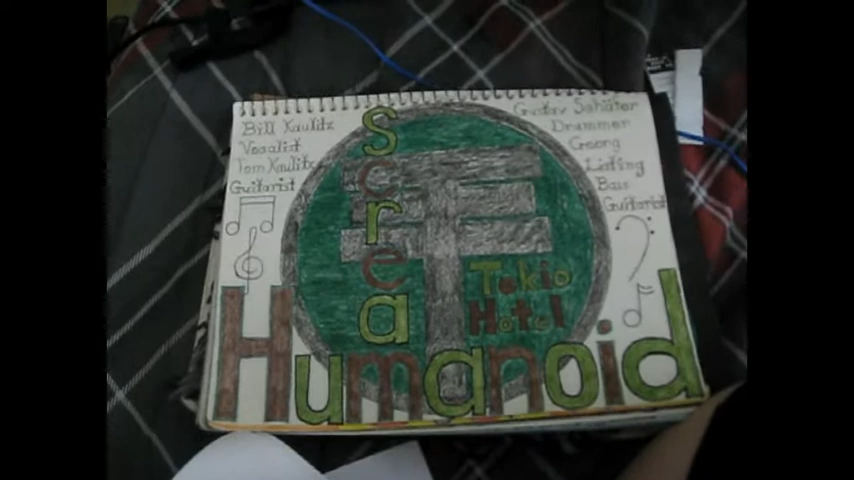 Bill Kaulitz
Vocalist
Tom Kaulitz
Guitarist
Gustav Schäfer
Drummer
Georg
Listing
Bass
Guitarist
Scream
Tokio
Hotel
Humanoid